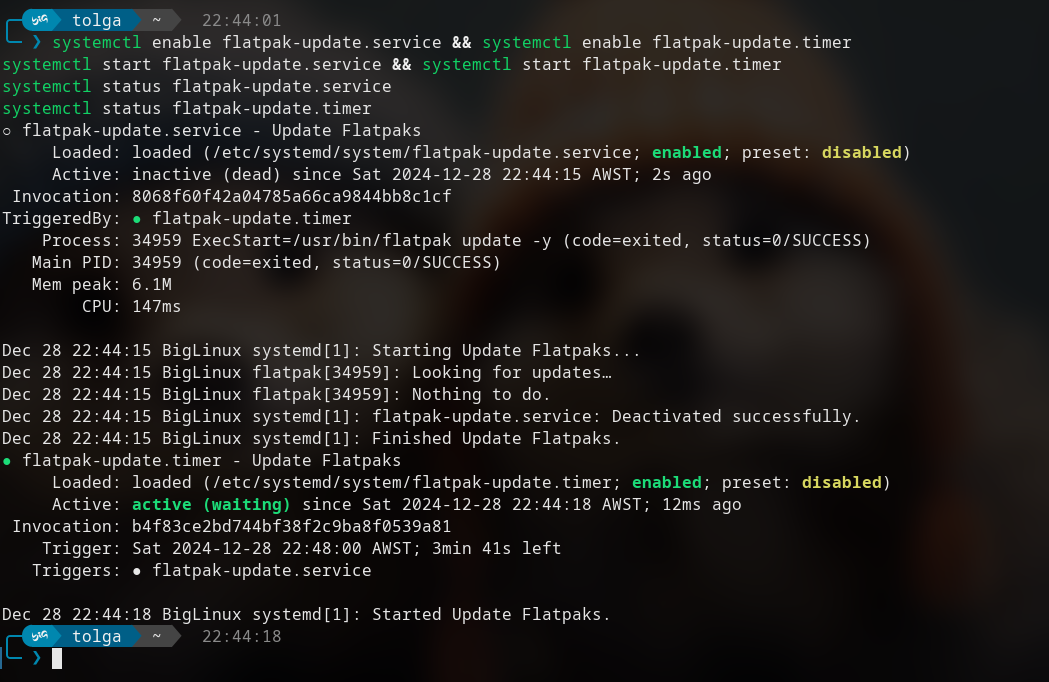 BiG tolga ~ 22:44:01
❯ systemctl enable flatpak-update.service && systemctl enable flatpak-update.timer
systemctl start flatpak-update.service && systemctl start flatpak-update.timer
systemctl status flatpak-update.service
systemctl status flatpak-update.timer
○ flatpak-update.service - Update Flatpaks
     Loaded: loaded (/etc/systemd/system/flatpak-update.service; enabled; preset: disabled)
     Active: inactive (dead) since Sat 2024-12-28 22:44:15 AWST; 2s ago
 Invocation: 8068f60f42a04785a66ca9844bb8c1cf
TriggeredBy: ● flatpak-update.timer
    Process: 34959 ExecStart=/usr/bin/flatpak update -y (code=exited, status=0/SUCCESS)
   Main PID: 34959 (code=exited, status=0/SUCCESS)
   Mem peak: 6.1M
        CPU: 147ms

Dec 28 22:44:15 BigLinux systemd[1]: Starting Update Flatpaks...
Dec 28 22:44:15 BigLinux flatpak[34959]: Looking for updates…
Dec 28 22:44:15 BigLinux flatpak[34959]: Nothing to do.
Dec 28 22:44:15 BigLinux systemd[1]: flatpak-update.service: Deactivated successfully.
Dec 28 22:44:15 BigLinux systemd[1]: Finished Update Flatpaks.
● flatpak-update.timer - Update Flatpaks
     Loaded: loaded (/etc/systemd/system/flatpak-update.timer; enabled; preset: disabled)
     Active: active (waiting) since Sat 2024-12-28 22:44:18 AWST; 12ms ago
 Invocation: b4f83ce2bd744bf38f2c9ba8f0539a81
    Trigger: Sat 2024-12-28 22:48:00 AWST; 3min 41s left
   Triggers: ● flatpak-update.service

Dec 28 22:44:18 BigLinux systemd[1]: Started Update Flatpaks.
BiG tolga ~ 22:44:18
❯